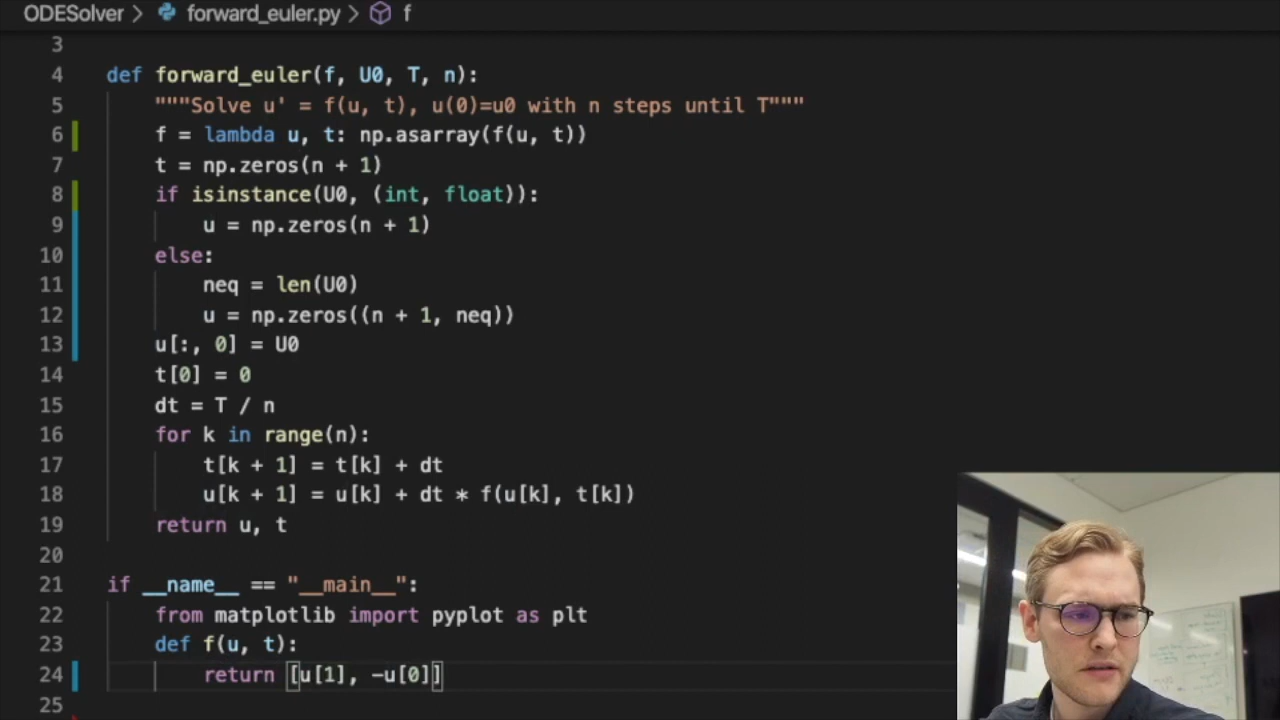 ODESolver > forward_euler.py > f
3
4 def forward_euler(f, U0, T, n):
5 """Solve u' = f(u, t), u(0)=u0 with n steps until T"""
6 f = lambda u, t: np.asarray(f(u, t))
7 t = np.zeros(n + 1)
8 if isinstance(U0, (int, float)):
9 u = np.zeros(n + 1)
10 else:
11 neq = len(U0)
12 u = np.zeros((n + 1, neq))
13 u[:, 0] = U0
14 t[0] = 0
15 dt = T / n
16 for k in range(n):
17 t[k + 1] = t[k] + dt
18 u[k + 1] = u[k] + dt * f(u[k], t[k])
19 return u, t
20
21 if __name__ == "__main__":
22 from matplotlib import pyplot as plt
23 def f(u, t):
24 return [u[1], -u[0]]
25